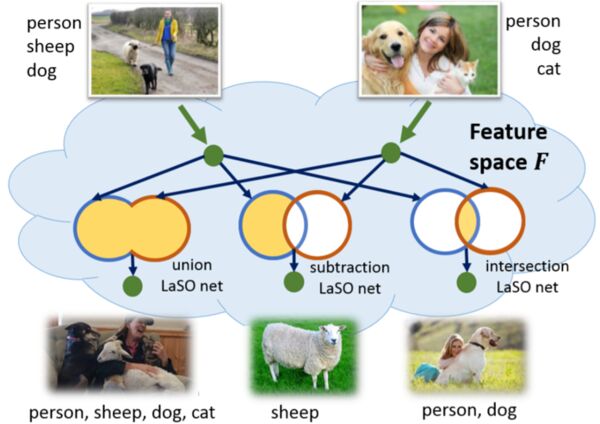 person
sheep
dog
person
dog
cat
Feature
space F
union
LaSO net
subtraction
LaSO net
intersection
LaSO net
person, sheep, dog, cat
sheep
person, dog